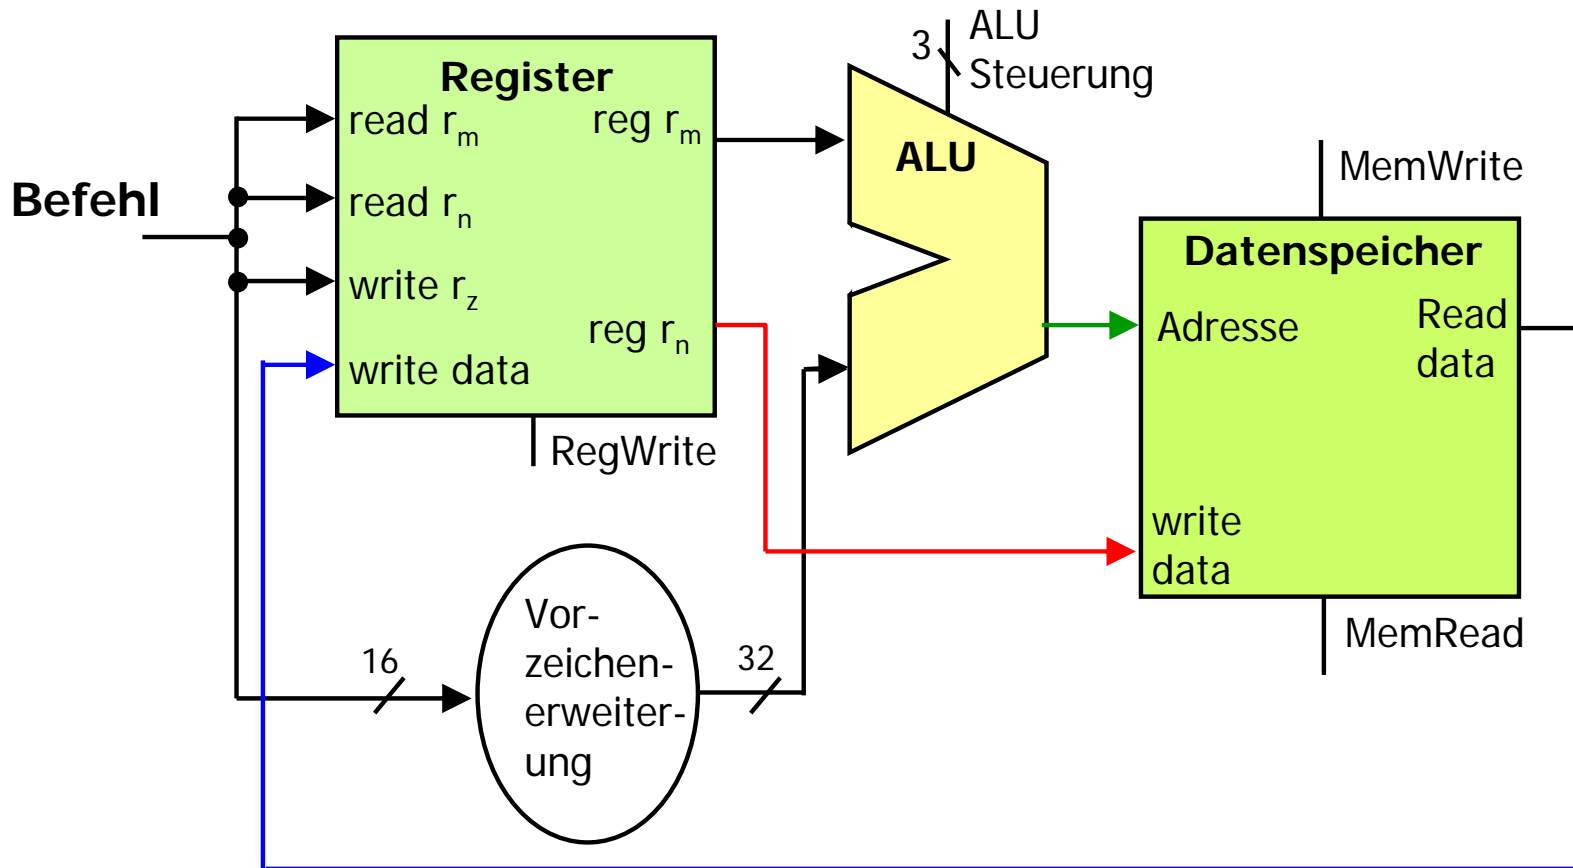 ALU
3
Steuerung
Register
read rm
reg rm
ALU
MemWrite
Befehl
read rn
Datenspeicher
write rz
reg rn
Adresse
Read
data
write data
RegWrite
write
data
Vor-
zeichen-
erweiter-
ung
16
32
MemRead